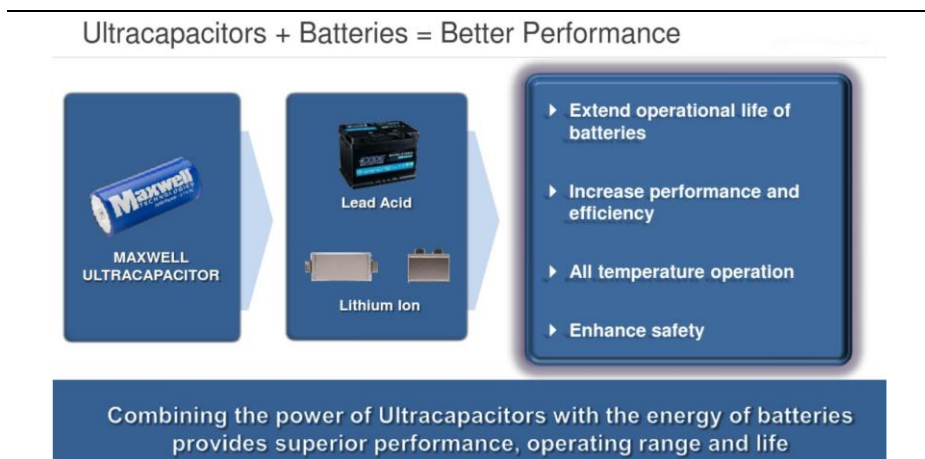 Ultracapacitors + Batteries = Better Performance
Maxwell
TECHNOLOGIES
MAXWELL
ULTRACAPACITOR
EXIDE
Lead Acid
Lithium Ion
Extend operational life of
batteries
Increase performance and
efficiency
All temperature operation
Enhance safety
Combining the power of Ultracapacitors with the energy of batteries
provides superior performance, operating range and life